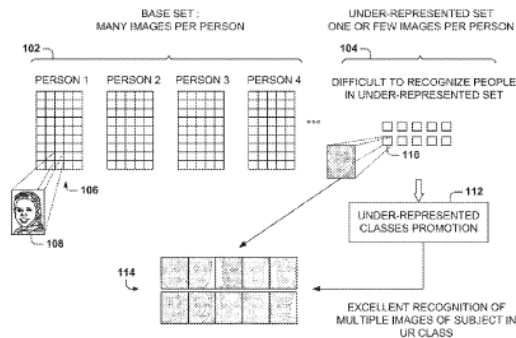 BASE SET :
MANY IMAGES PER PERSON
UNDER-REPRESENTED SET
ONE OR FEW IMAGES PER PERSON
102
104
PERSON 1 PERSON 2 PERSON 3 PERSON 4
DIFFICULT TO RECOGNIZE PEOPLE
IN UNDER-REPRESENTED SET
110
106
108
112
UNDER-REPRESENTED
CLASSES PROMOTION
114
EXCELLENT RECOGNITION OF
MULTIPLE IMAGES OF SUBJECT IN
UR CLASS